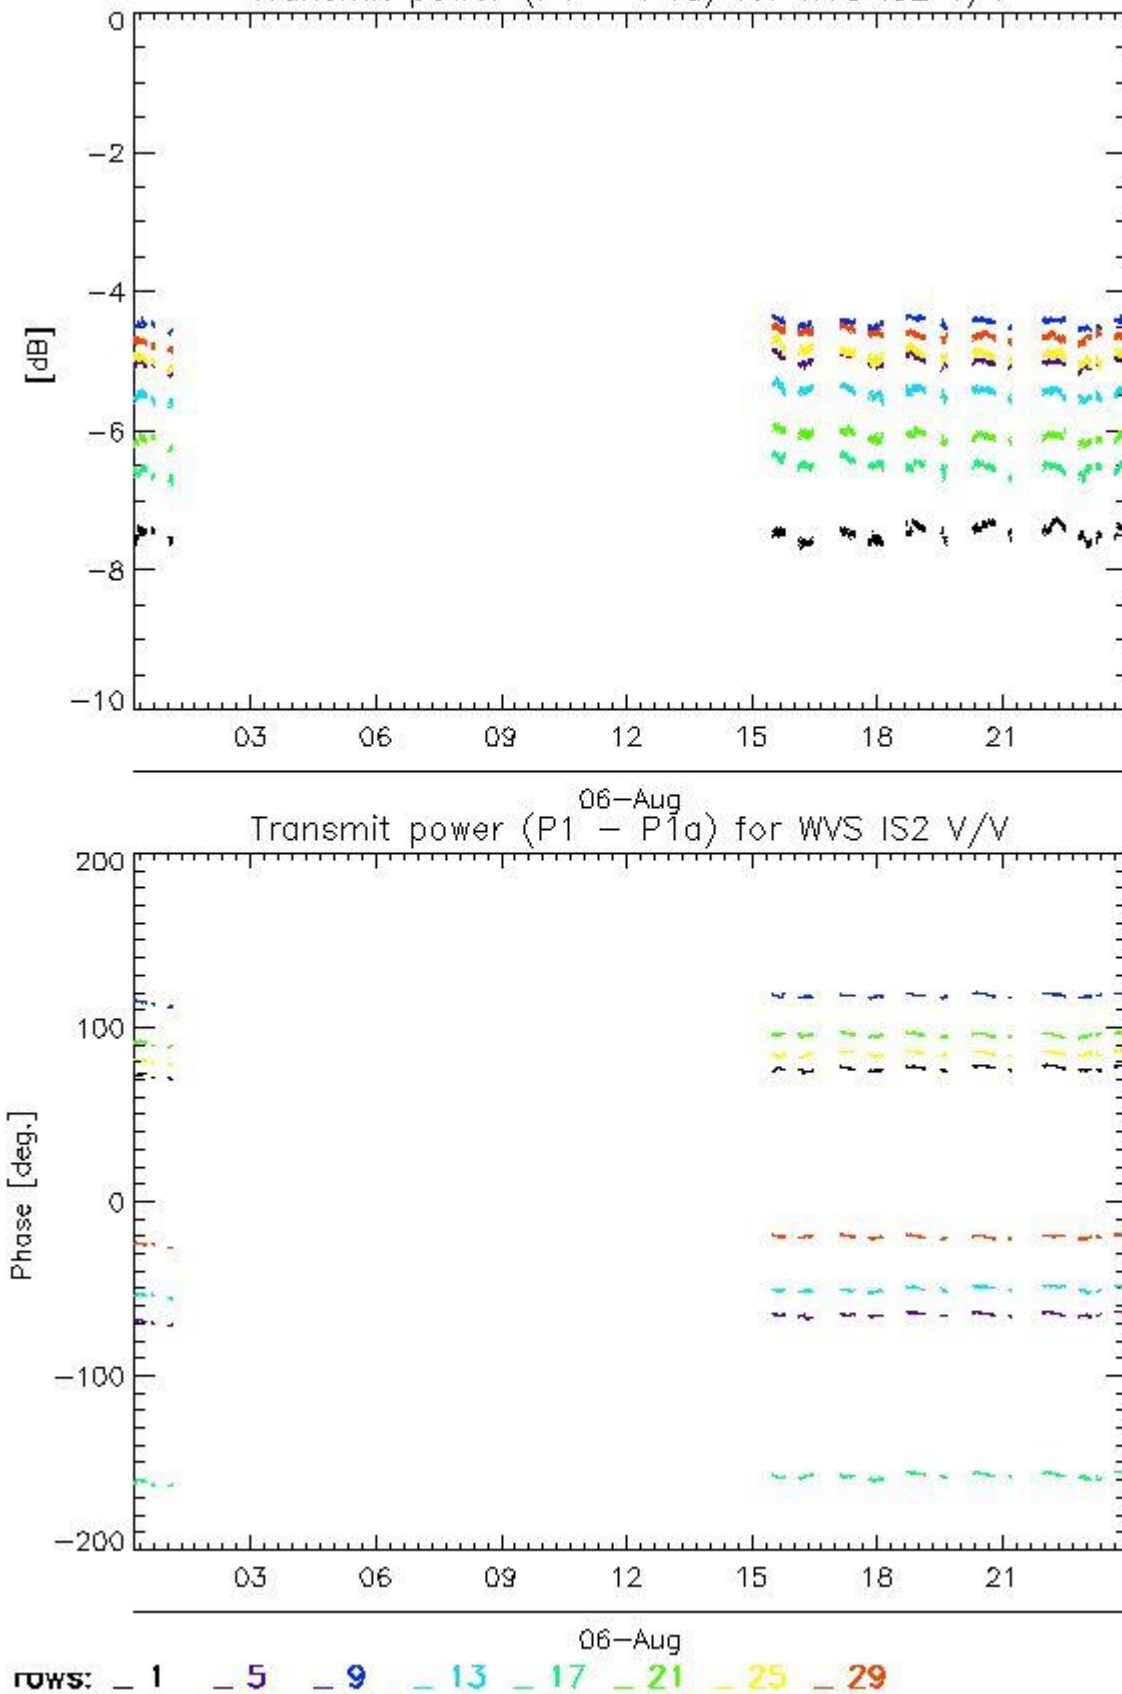 0
-2
-4
[dB]
-6
-8
-10
03 06 09 12 15 18 21
06-Aug
Transmit power (P1 - P1a) for WVS IS2 V/V
200
100
Phase [deg.]
0
-100
-200
03 06 09 12 15 18 21
06-Aug
rows: _ 1 _ 5 _ 9 _ 13 _ 17 _ 21 _ 25 _ 29